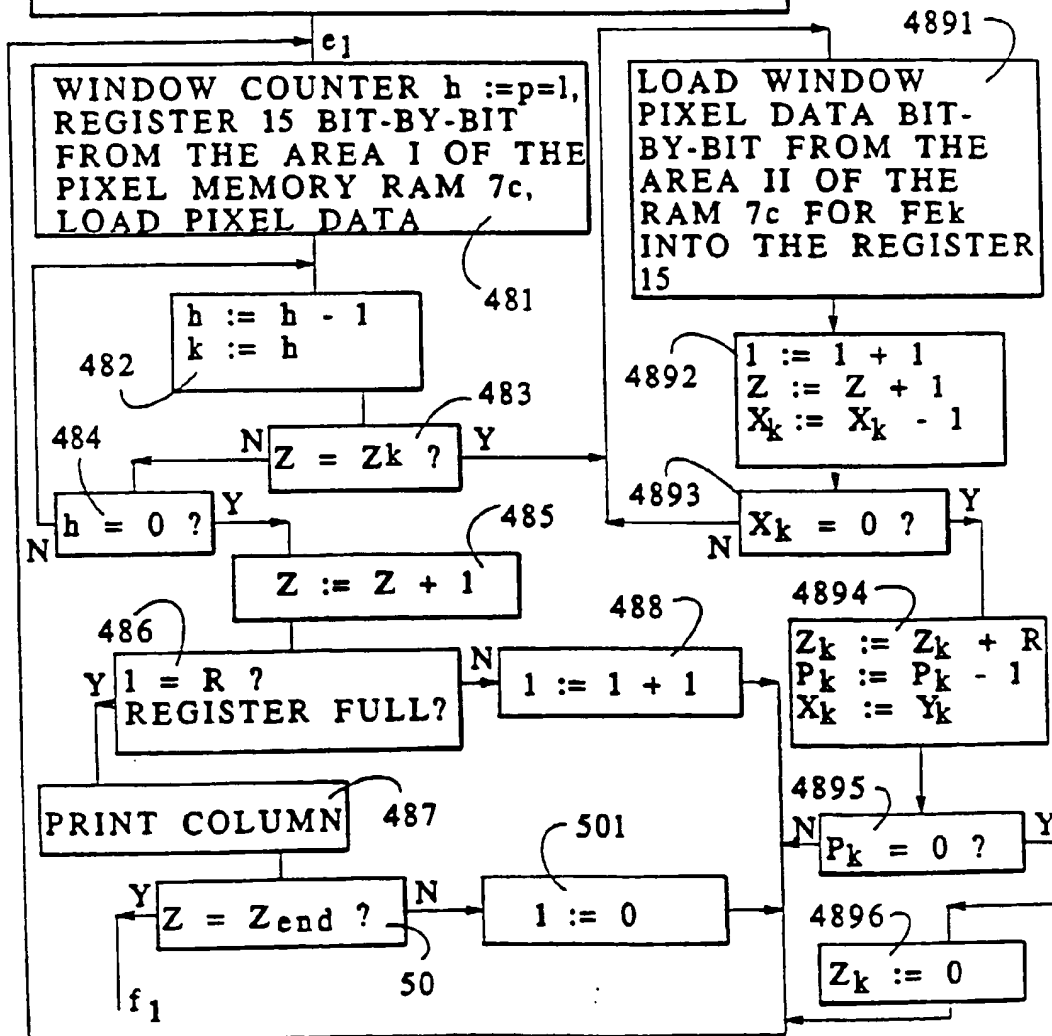 e1
WINDOW COUNTER h :=p=1,
REGISTER 15 BIT-BY-BIT
FROM THE AREA I OF THE
PIXEL MEMORY RAM 7c,
LOAD PIXEL DATA
481
h := h - 1
k := h
482
483
N
Z = Zk ?
Y
484
h = 0 ?
Y
N
485
Z := Z + 1
486
Y
1 = R ?
REGISTER FULL?
N
488
1 := 1 + 1
PRINT COLUMN
487
Y
Z = Zend ?
N
50
501
1 := 0
f1
4891
LOAD WINDOW
PIXEL DATA BIT-
BY-BIT FROM THE
AREA II OF THE
RAM 7c FOR FEk
INTO THE REGISTER
15
4892
1 := 1 + 1
Z := Z + 1
Xk := Xk - 1
4893
Xk = 0 ?
Y
N
4894
Zk := Zk + R
Pk := Pk - 1
Xk := Yk
4895
N
Pk = 0 ?
Y
4896
Zk := 0